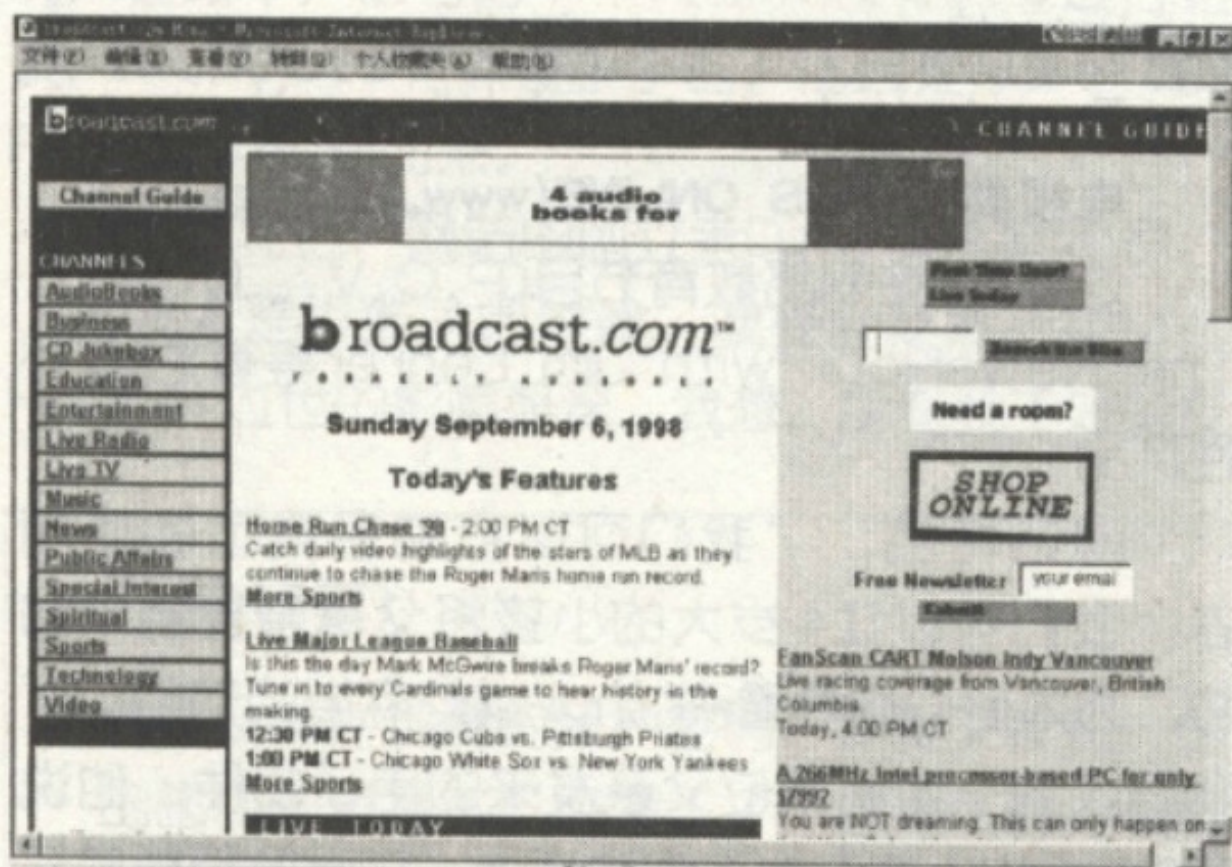 Microsoft Internet Explorer
文件(F) 编辑(E) 查看(V) 转到(G) 个人收藏夹(A) 帮助(H)
broadcast.com
CHANNEL GUIDE
Channel Guide
CHANNELS
AudioBooks
Business
CD Jukebox
Education
Entertainment
Live Radio
Live TV
Music
News
Public Affairs
Special Interest
Spiritual
Sports
Technology
Video
4 audio
books for
broadcast.com™
FORMERLY AUDIONET
Sunday September 6, 1998
Today's Features
Home Run Chase '98 - 2:00 PM CT
Catch daily video highlights of the stars of MLB as they
continue to chase the Roger Maris home run record.
More Sports
Live Major League Baseball
Is this the day Mark McGwire breaks Roger Maris' record?
Tune in to every Cardinals game to hear history in the
making.
12:30 PM CT - Chicago Cubs vs. Pittsburgh Priates
1:00 PM CT - Chicago White Sox vs. New York Yankees
More Sports
LIVE TODAY
First Time User?
Live Today
Search the Site
Need a room?
SHOP
ONLINE
Free Newsletter your emai
Submit
FanScan CART Molson Indy Vancouver
Live racing coverage from Vancouver, British
Columbia.
Today, 4:00 PM CT
A 266MHz Intel processor-based PC for only
$799?
You are NOT dreaming. This can only happen on